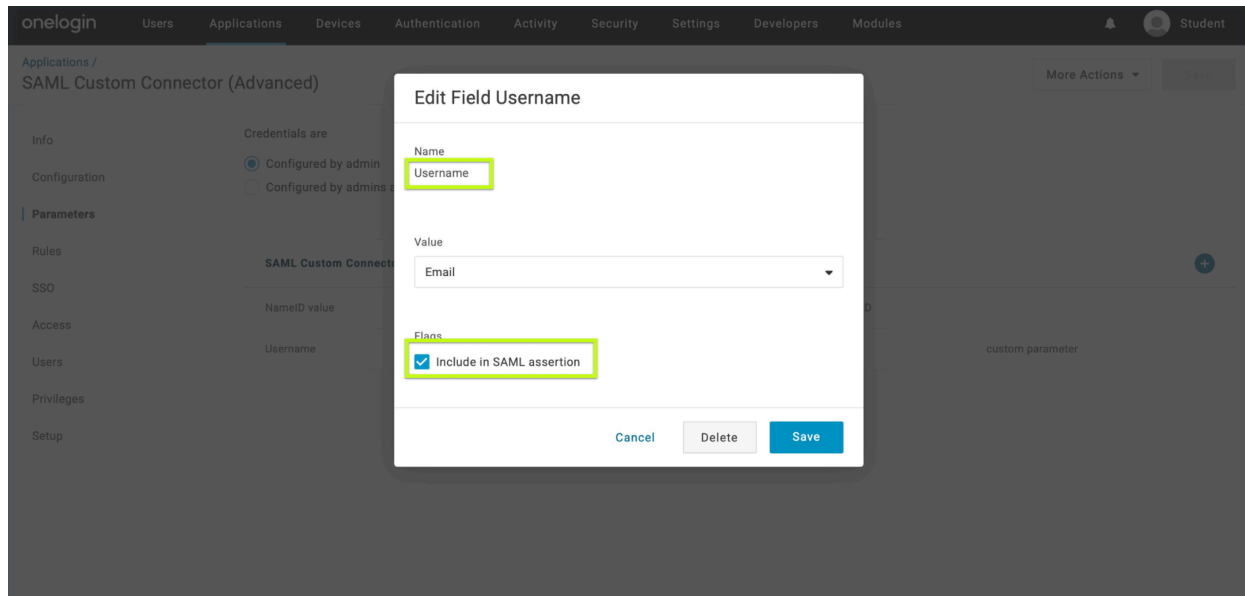 onelogin Users Applications Devices Authentication Activity Security Settings Developers Modules Student
Applications /
SAML Custom Connector (Advanced)
More Actions
Save
Info
Configuration
Parameters
Rules
SSO
Access
Users
Privileges
Setup
Credentials are
Configured by admin
Configured by admins
SAML Custom Connect
NameID value
Username
custom parameter
Edit Field Username
Name
Username
Value
Email
Flags
Include in SAML assertion
Cancel Delete Save